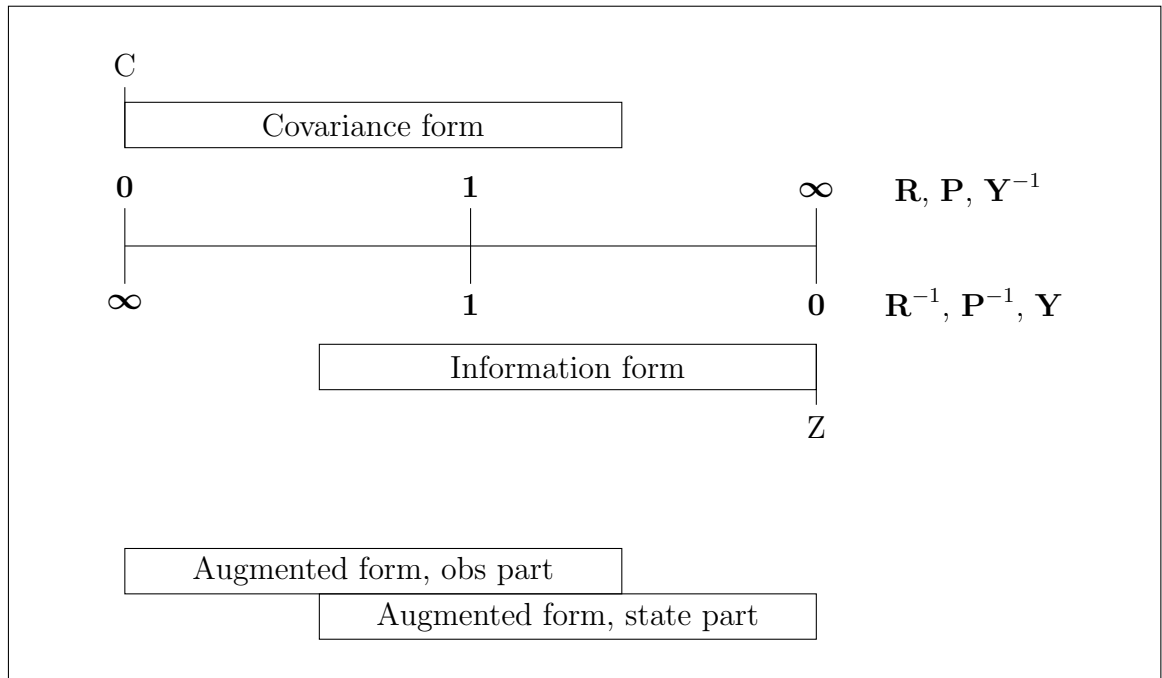 C
Covariance form
0 1 ∞ R, P, Y⁻¹
∞ 1 0 R⁻¹, P⁻¹, Y
Information form
Z
Augmented form, obs part
Augmented form, state part